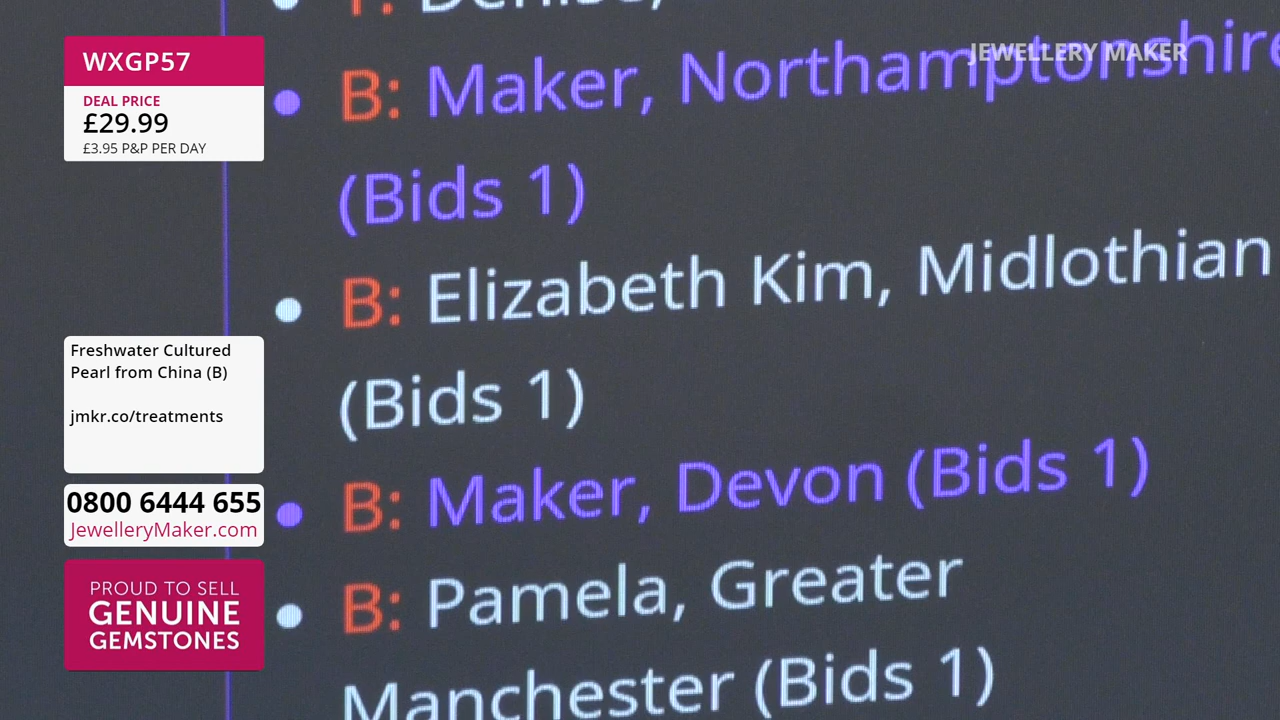 WXGP57
DEAL PRICE
£29.99
£3.95 P&P PER DAY
Freshwater Cultured
Pearl from China (B)
jmkr.co/treatments
0800 6444 655
JewelleryMaker.com
PROUD TO SELL
GENUINE
GEMSTONES
JEWELLERY MAKER
B: Maker, Northamptonshire
(Bids 1)
B: Elizabeth Kim, Midlothian
(Bids 1)
B: Maker, Devon (Bids 1)
B: Pamela, Greater
Manchester (Bids 1)